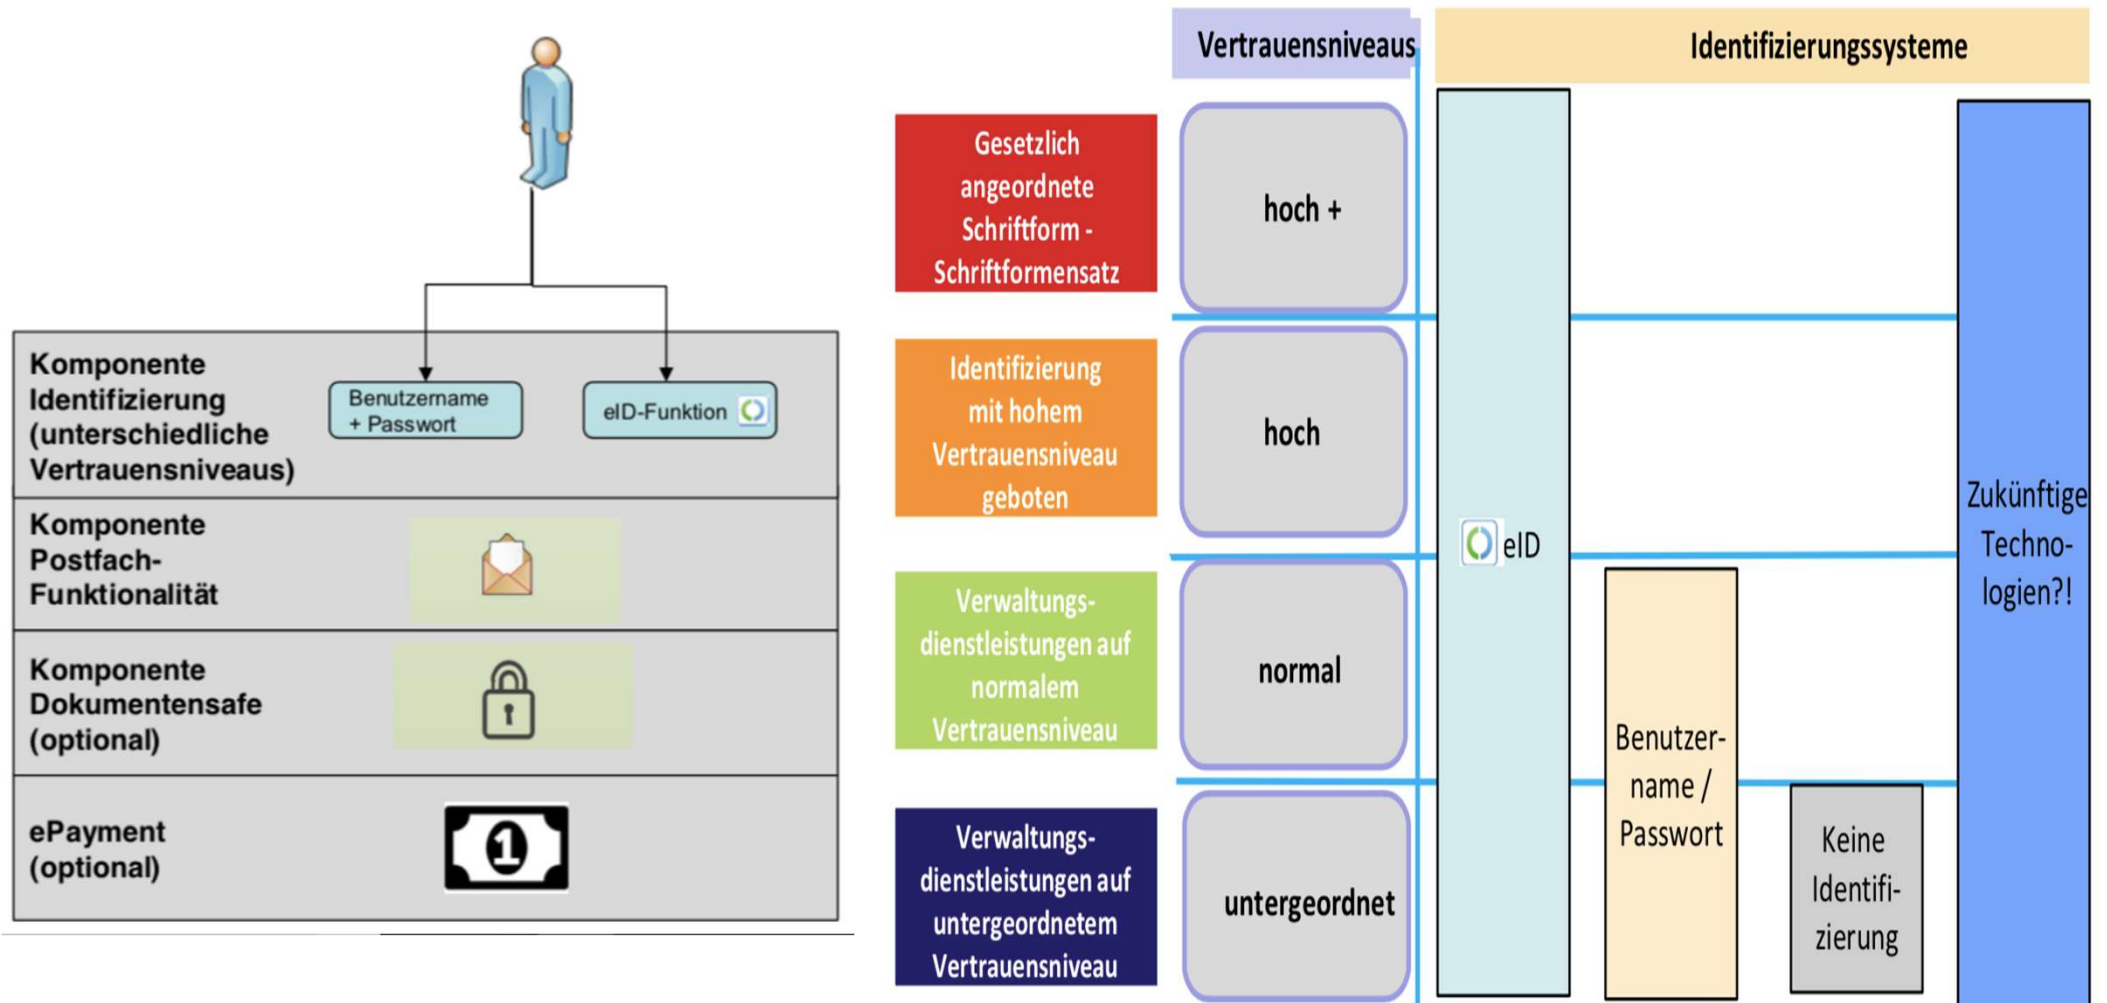 Komponente
Identifizierung
(unterschiedliche
Vertrauensniveaus)
Benutzername
+ Passwort
eID-Funktion
Komponente
Postfach-
Funktionalität
Komponente
Dokumentensafe
(optional)
ePayment
(optional)
1
Vertrauensniveaus
Identifizierungssysteme
Gesetzlich
angeordnete
Schriftform -
Schriftformensatz
hoch +
Identifizierung
mit hohem
Vertrauensniveau
geboten
hoch
Verwaltungs-
dienstleistungen auf
normalem
Vertrauensniveau
normal
Verwaltungs-
dienstleistungen auf
untergeordnetem
Vertrauensniveau
untergeordnet
eID
Benutzer-
name /
Passwort
Keine
Identifi-
zierung
Zukünftige
Techno-
logien?!